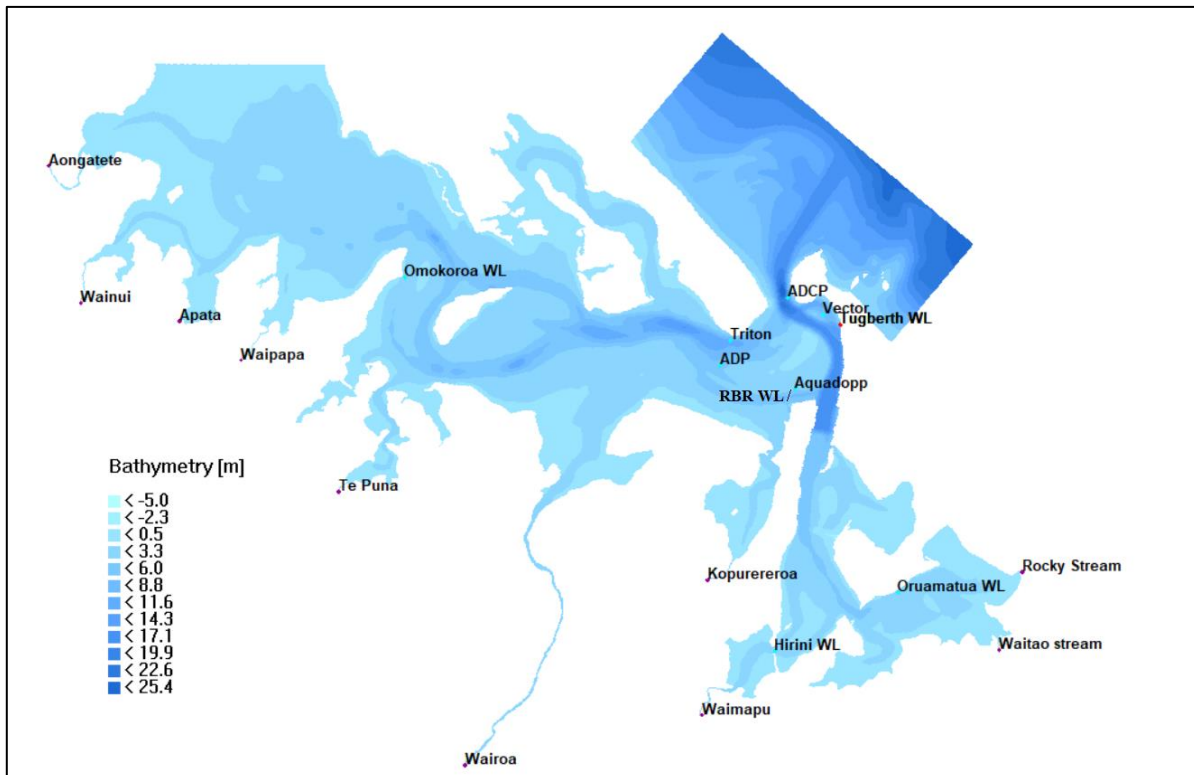 Aongatete
Wainui
Apata
Waipapa
Omokoroa WL
ADCP
Vector
Tugberth WL
Triton
ADP
Aquadopp
RBR WL /
Te Puna
Bathymetry [m]
< -5.0
< -2.3
< 0.5
< 3.3
< 6.0
< 8.8
< 11.6
< 14.3
< 17.1
< 19.9
< 22.6
< 25.4
Kopurereroa
Rocky Stream
Oruamatua WL
Hirini WL
Waitao stream
Waimapu
Wairoa